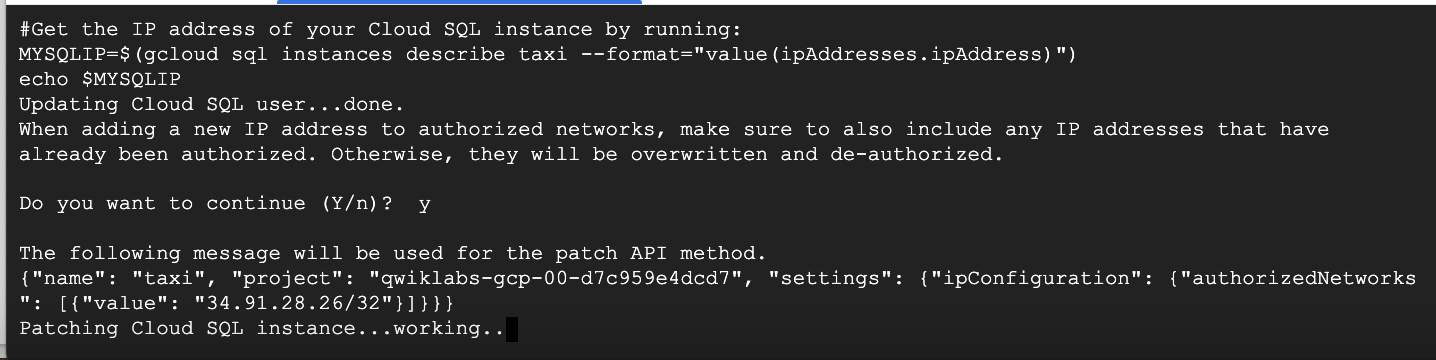 #Get the IP address of your Cloud SQL instance by running:
MYSQLIP=$(gcloud sql instances describe taxi --format="value(ipAddresses.ipAddress)")
echo $MYSQLIP
Updating Cloud SQL user...done.
When adding a new IP address to authorized networks, make sure to also include any IP addresses that have
already been authorized. Otherwise, they will be overwritten and de-authorized.
Do you want to continue (Y/n)?  y
The following message will be used for the patch API method.
{"name": "taxi", "project": "qwiklabs-gcp-00-d7c959e4dcd7", "settings": {"ipConfiguration": {"authorizedNetworks
": [{"value": "34.91.28.26/32"}]}}}
Patching Cloud SQL instance...working..